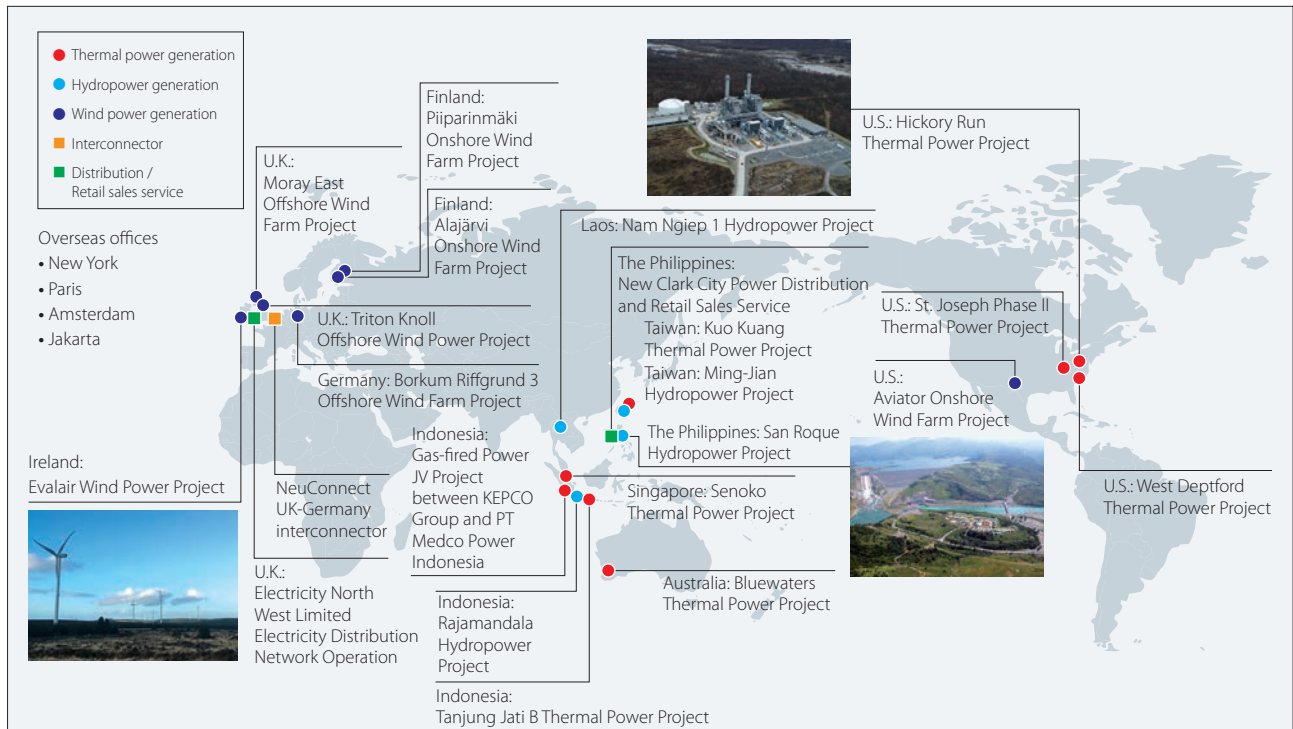 Thermal power generation
Hydropower generation
Wind power generation
Interconnector
Distribution /
Retail sales service
Overseas offices
• New York
• Paris
• Amsterdam
• Jakarta
U.K.:
Moray East
Offshore Wind
Farm Project
Finland:
Piiparinmäki
Onshore Wind
Farm Project
Finland:
Alajärvi
Onshore Wind
Farm Project
U.K.: Triton Knoll
Offshore Wind Power Project
Germany: Borkum Riffgrund 3
Offshore Wind Farm Project
Ireland:
Evalair Wind Power Project
NeuConnect
UK-Germany
interconnector
U.K.:
Electricity North
West Limited
Electricity Distribution
Network Operation
Indonesia:
Gas-fired Power
JV Project
between KEPCO
Group and PT
Medco Power
Indonesia
Indonesia:
Rajamandala
Hydropower
Project
Indonesia:
Tanjung Jati B Thermal Power Project
Laos: Nam Ngiep 1 Hydropower Project
The Philippines:
New Clark City Power Distribution
and Retail Sales Service
Taiwan: Kuo Kuang
Thermal Power Project
Taiwan: Ming-Jian
Hydropower Project
The Philippines: San Roque
Hydropower Project
Singapore: Senoko
Thermal Power Project
Australia: Bluewaters
Thermal Power Project
U.S.: Hickory Run
Thermal Power Project
U.S.: St. Joseph Phase II
Thermal Power Project
U.S.:
Aviator Onshore
Wind Farm Project
U.S.: West Deptford
Thermal Power Project